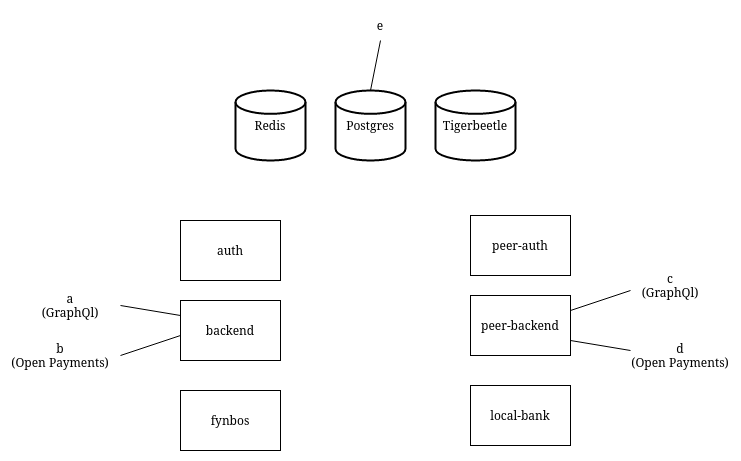 e
Redis
Postgres
Tigerbeetle
auth
peer-auth
a
(GraphQl)
backend
b
(Open Payments)
c
(GraphQl)
peer-backend
d
(Open Payments)
fynbos
local-bank